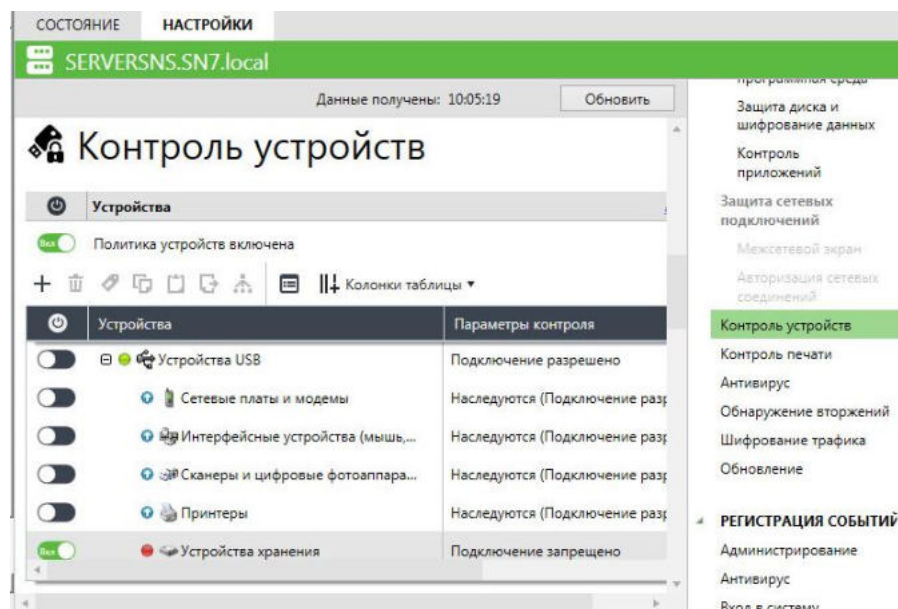 СОСТОЯНИЕ НАСТРОЙКИ
SERVERSNS.SN7.local
Данные получены: 10:05:19 Обновить
Контроль устройств
Устройства
Вкл Политика устройств включена
Колонки таблицы
Устройства Параметры контроля
Устройства USB Подключение разрешено
Сетевые платы и модемы Наследуются (Подключение разр
Интерфейсные устройства (мышь,... Наследуются (Подключение разр
Сканеры и цифровые фотоаппара... Наследуются (Подключение разр
Принтеры Наследуются (Подключение разр
Вкл Устройства хранения Подключение запрещено
программная среда
Защита диска и
шифрование данных
Контроль
приложений
Защита сетевых
подключений
Межсетевой экран
Авторизация сетевых
соединений
Контроль устройств
Контроль печати
Антивирус
Обнаружение вторжений
Шифрование трафика
Обновление
РЕГИСТРАЦИЯ СОБЫТИЙ
Администрирование
Антивирус
Вход в систему